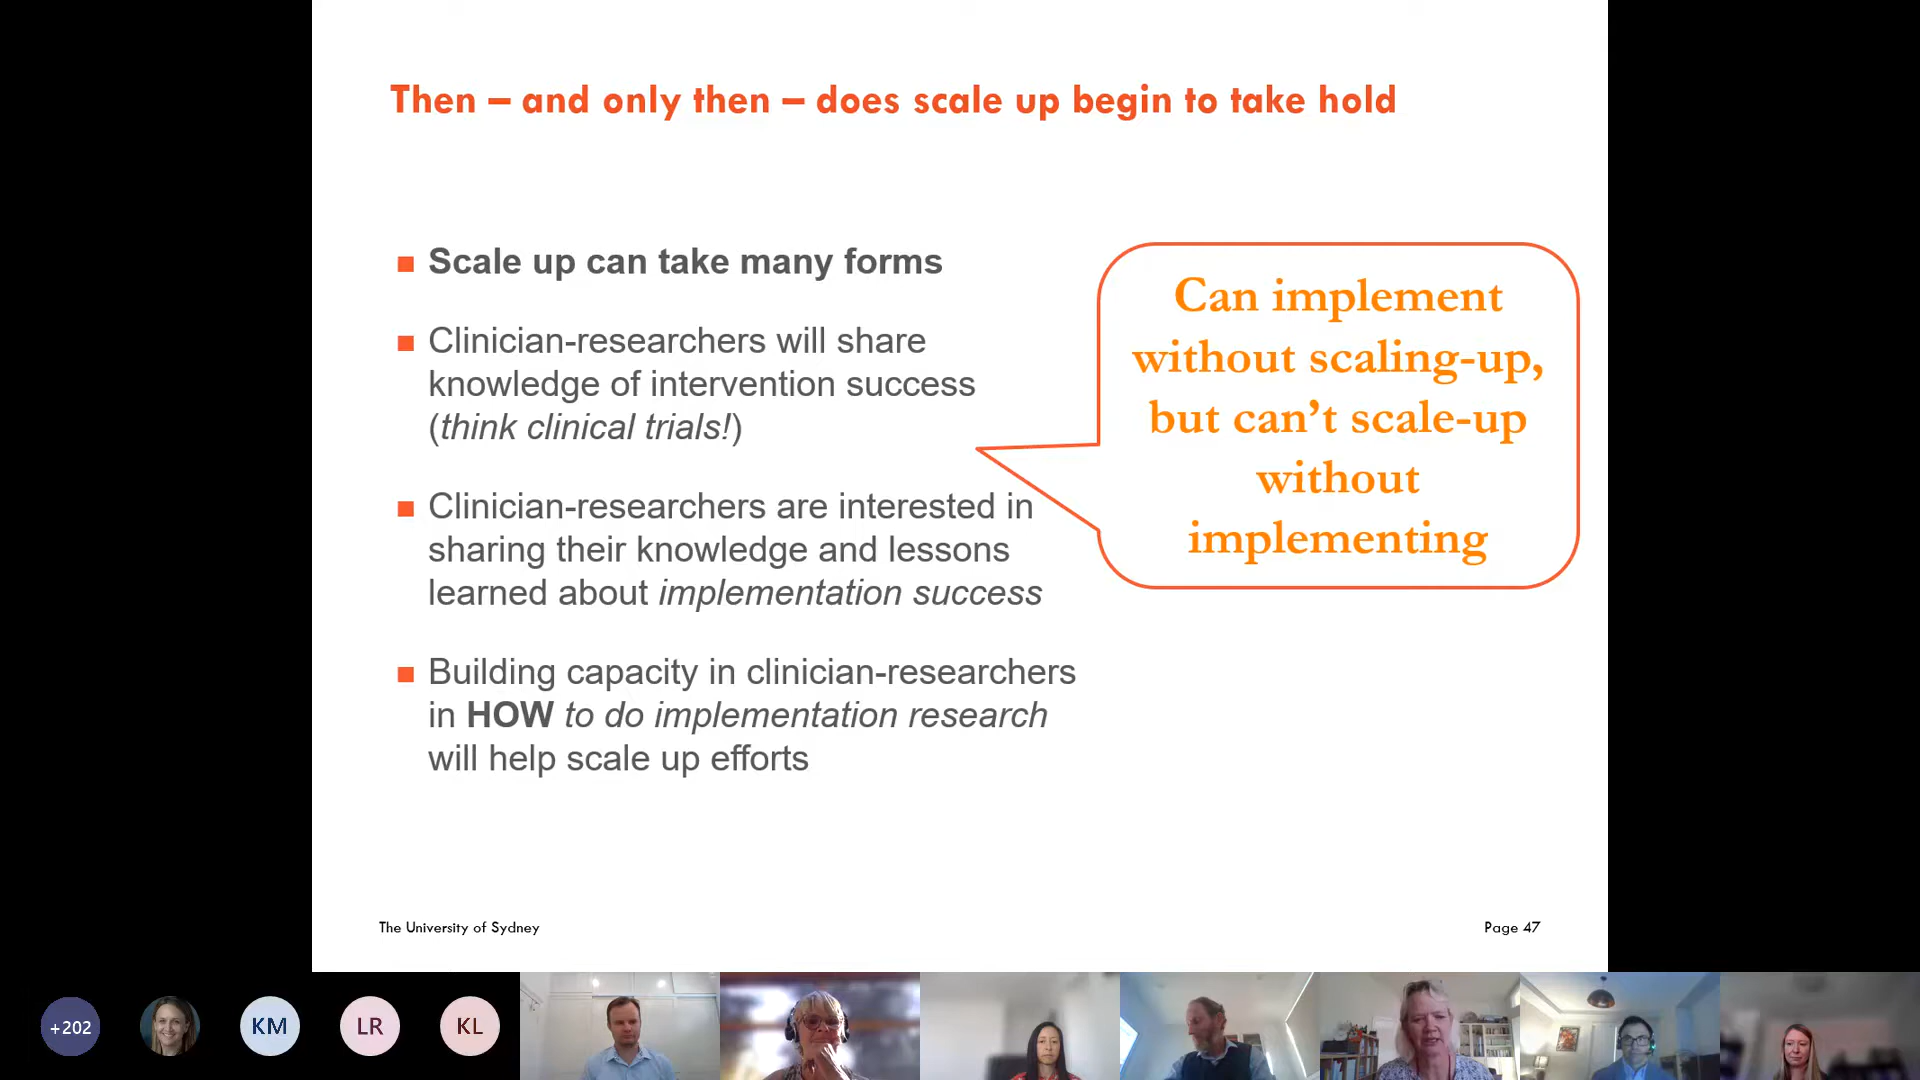 Then – and only then – does scale up begin to take hold
Scale up can take many forms
Clinician-researchers will share
knowledge of intervention success
(think clinical trials!)
Clinician-researchers are interested in
sharing their knowledge and lessons
learned about implementation success
Building capacity in clinician-researchers
in HOW to do implementation research
will help scale up efforts
Can implement
without scaling-up,
but can’t scale-up
without
implementing
The University of Sydney
Page 47
+202
KM
LR
KL